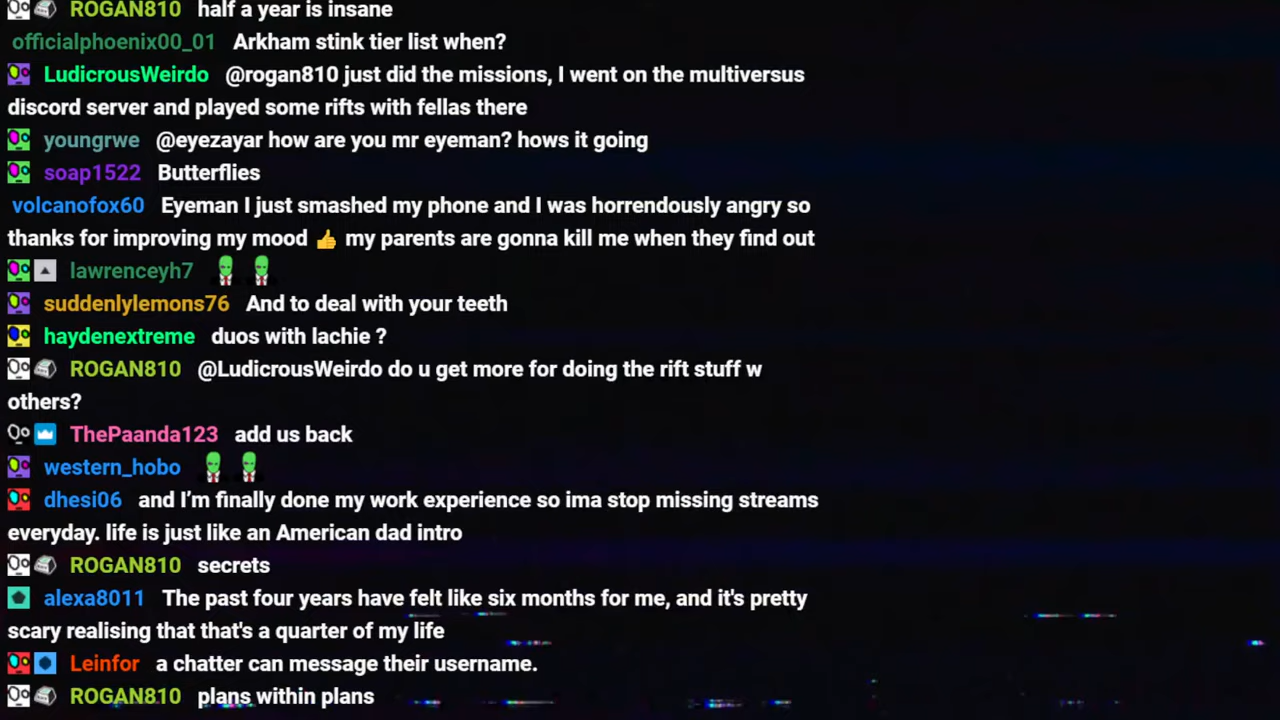 ROGAN810 half a year is insane
officialphoenix00_01 Arkham stink tier list when?
LudicrousWeirdo @rogan810 just did the missions, I went on the multiversus
discord server and played some rifts with fellas there
youngrwe @eyezayar how are you mr eyeman? hows it going
soap1522 Butterflies
volcanofox60 Eyeman I just smashed my phone and I was horrendously angry so
thanks for improving my mood 👍 my parents are gonna kill me when they find out
lawrenceyh7
suddenlylemons76 And to deal with your teeth
haydenextreme duos with lachie ?
ROGAN810 @LudicrousWeirdo do u get more for doing the rift stuff w
others?
ThePaanda123 add us back
western_hobo
dhesi06 and I’m finally done my work experience so ima stop missing streams
everyday. life is just like an American dad intro
ROGAN810 secrets
alexa8011 The past four years have felt like six months for me, and it's pretty
scary realising that that's a quarter of my life
Leinfor a chatter can message their username.
ROGAN810 plans within plans